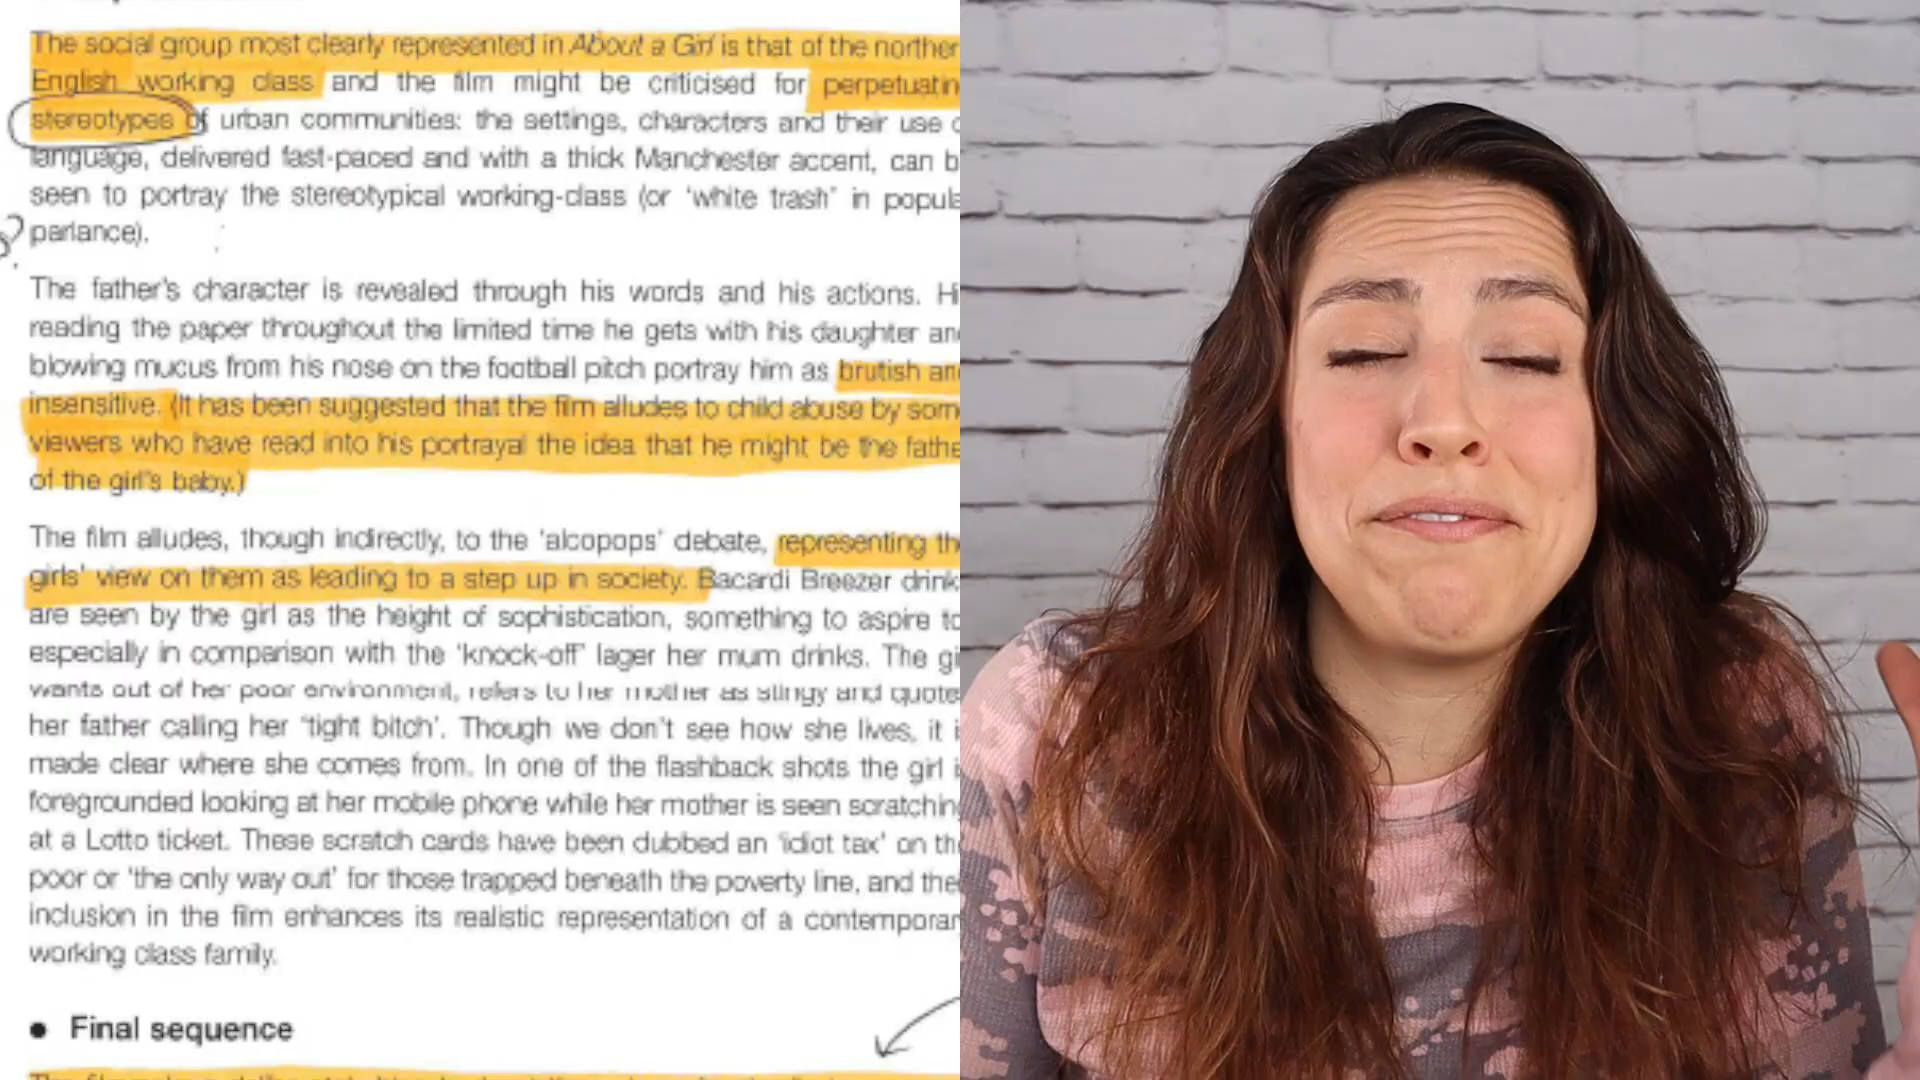 The social group most clearly represented in About a Girl is that of the norther
English working class and the film might be criticised for perpetuatin
stereotypes of urban communities: the settings, characters and their use o
language, delivered fast-paced and with a thick Manchester accent, can b
seen to portray the stereotypical working-class (or 'white trash' in popula
parlance).
The father's character is revealed through his words and his actions. Hi
reading the paper throughout the limited time he gets with his daughter an
blowing mucus from his nose on the football pitch portray him as brutish an
insensitive. (It has been suggested that the film alludes to child abuse by som
viewers who have read into his portrayal the idea that he might be the fathe
of the girl's baby.)
The film alludes, though indirectly, to the 'alcopops' debate, representing th
girls' view on them as leading to a step up in society. Bacardi Breezer drink
are seen by the girl as the height of sophistication, something to aspire to
especially in comparison with the 'knock-off' lager her mum drinks. The gi
wants out of her poor environment, refers to her mother as stingy and quote
her father calling her 'tight bitch'. Though we don't see how she lives, it i
made clear where she comes from. In one of the flashback shots the girl i
foregrounded looking at her mobile phone while her mother is seen scratching
at a Lotto ticket. These scratch cards have been dubbed an 'idiot tax' on th
poor or 'the only way out' for those trapped beneath the poverty line, and the
inclusion in the film enhances its realistic representation of a contemporar
working class family.
• Final sequence